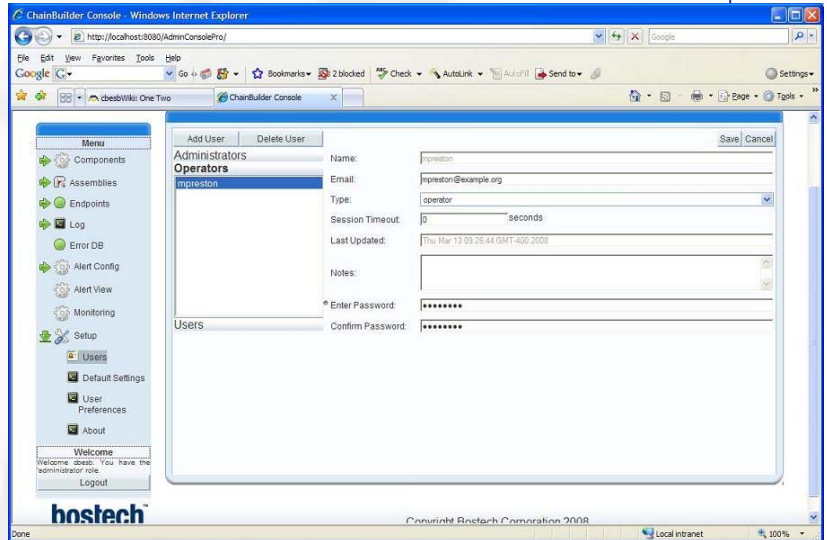 ChainBuilder Console - Windows Internet Explorer
http://localhost:8080/AdminConsolePro/
Google
File Edit View Favorites Tools Help
Google G Go Bookmarks 2 blocked Check AutoLink AutoFill Send to Settings
cbesbWiki: One Two ChainBuilder Console X Page Tools »
Menu
Components
Assemblies
Endpoints
Log
Error DB
Alert Config
Alert View
Monitoring
Setup
Users
Default Settings
User
Preferences
About
Welcome
Welcome cbesb. You have the
'administrator' role.
Logout
bostech
Add User Delete User Save Cancel
Administrators
Operators
mpreston
Users
Name: mpreston
Email: mpreston@example.org
Type: operator
Session Timeout: 0 seconds
Last Updated: Thu Mar 13 09:26:44 GMT-400 2008
Notes:
* Enter Password: ••••••••
Confirm Password: ••••••••
Copyright Bostech Corporation 2008
Done Local intranet 100%